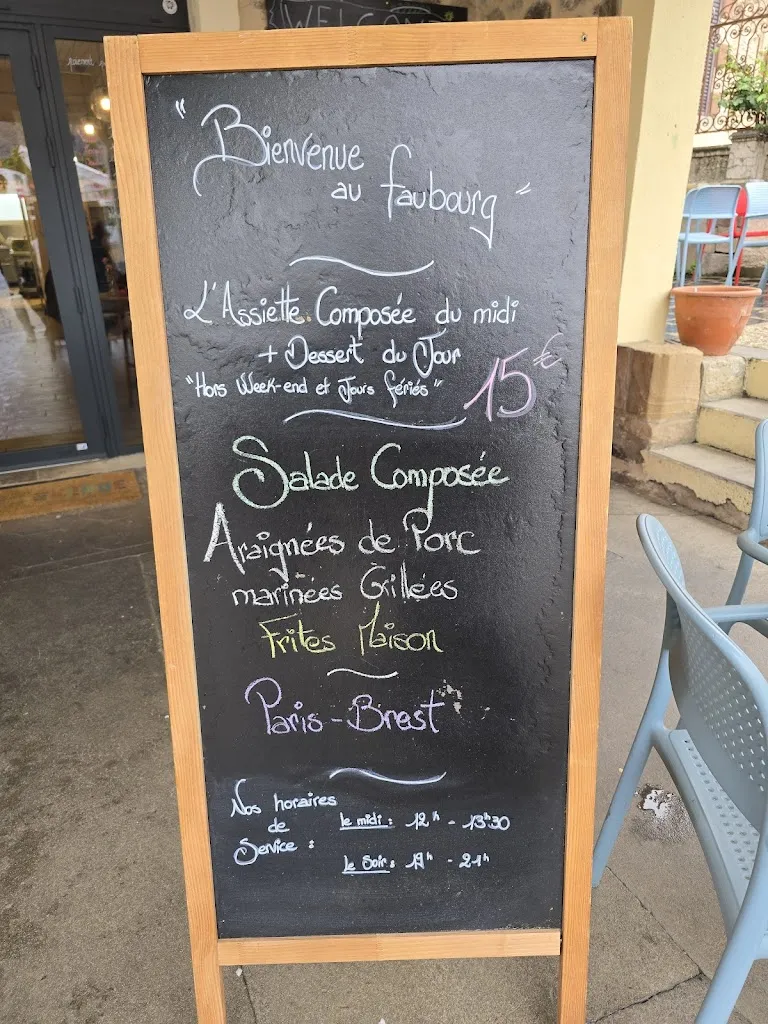 WELCOME
" Bienvenue
au faubourg "
L'Assiette Composée du midi
+ Dessert du Jour
"Hors Week-end et Jours fériés"
15€
Salade Composée
Araignées de Porc
marinées Grillées
Frites Maison
Paris-Brest
Nos horaires
de
Service :
le midi : 12h - 13h30
le Soir : 19h - 21h